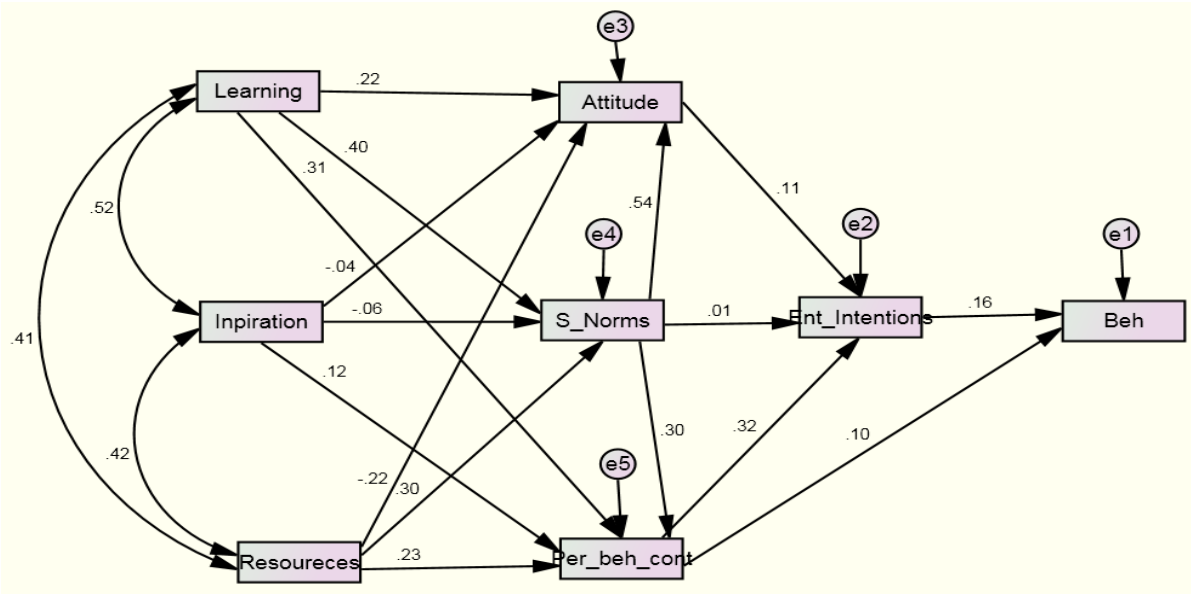 e3
Learning
.22
Attitude
.40
.31
.11
.52
.54
e4
e2
e1
-.04
Inpiration
-.06
S_Norms
.01
Ent_Intentions
.16
Beh
.41
.12
.42
.30
.32
.10
e5
-.22
.30
Resoureces
.23
Per_beh_cont